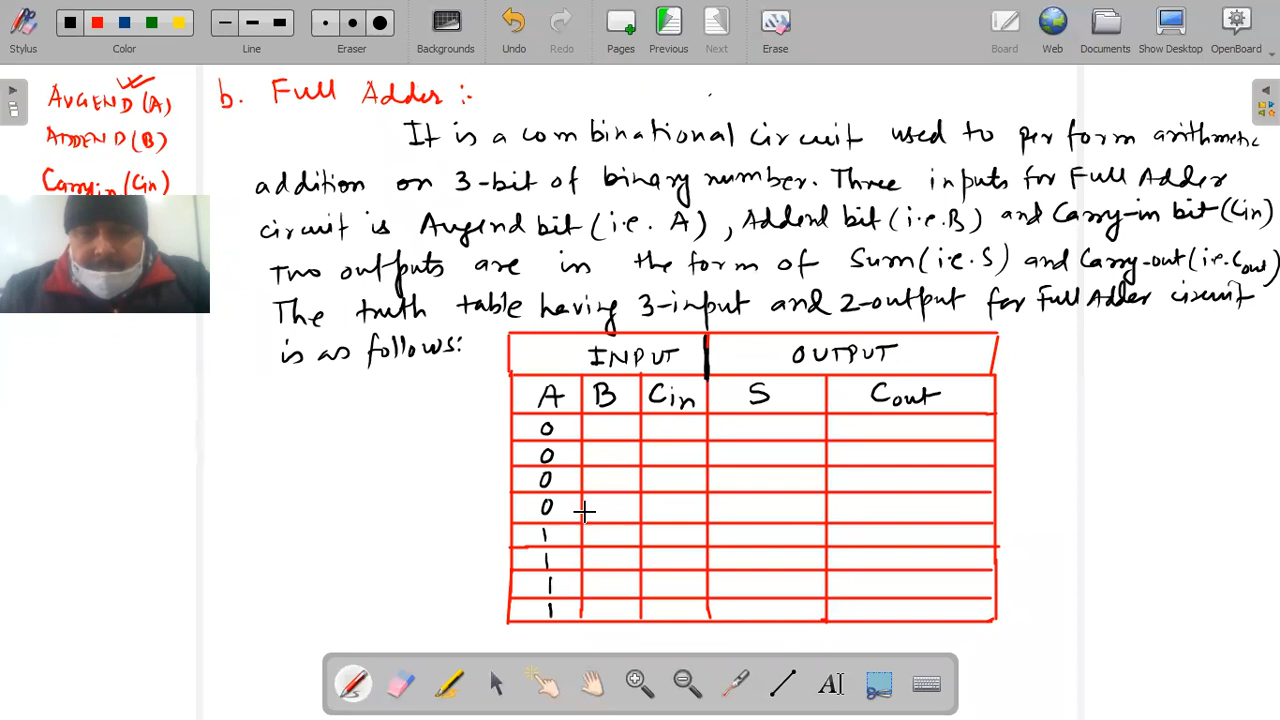 Stylus
Color
Line
Eraser
Backgrounds
Undo
Redo
Pages
Previous
Next
Erase
Board
Web
Documents
Show Desktop
OpenBoard
AUGEND (A)
ADDEND (B)
Carry in (Cin)
b. Full Adder :-
It is a combinational circuit used to perform arithmetic
addition on 3-bit of binary number. Three inputs for Full Adder
circuit is Augend bit (i.e. A), Addend bit (i.e. B) and Carry-in bit (Cin)
Two outputs are in the form of Sum (i.e. S) and Carry-out (i.e. Cout)
The truth table having 3-input and 2-output for Full Adder circuit
is as follows:
INPUT OUTPUT
A B Cin S Cout
0
0
0
0
1
1
1
1